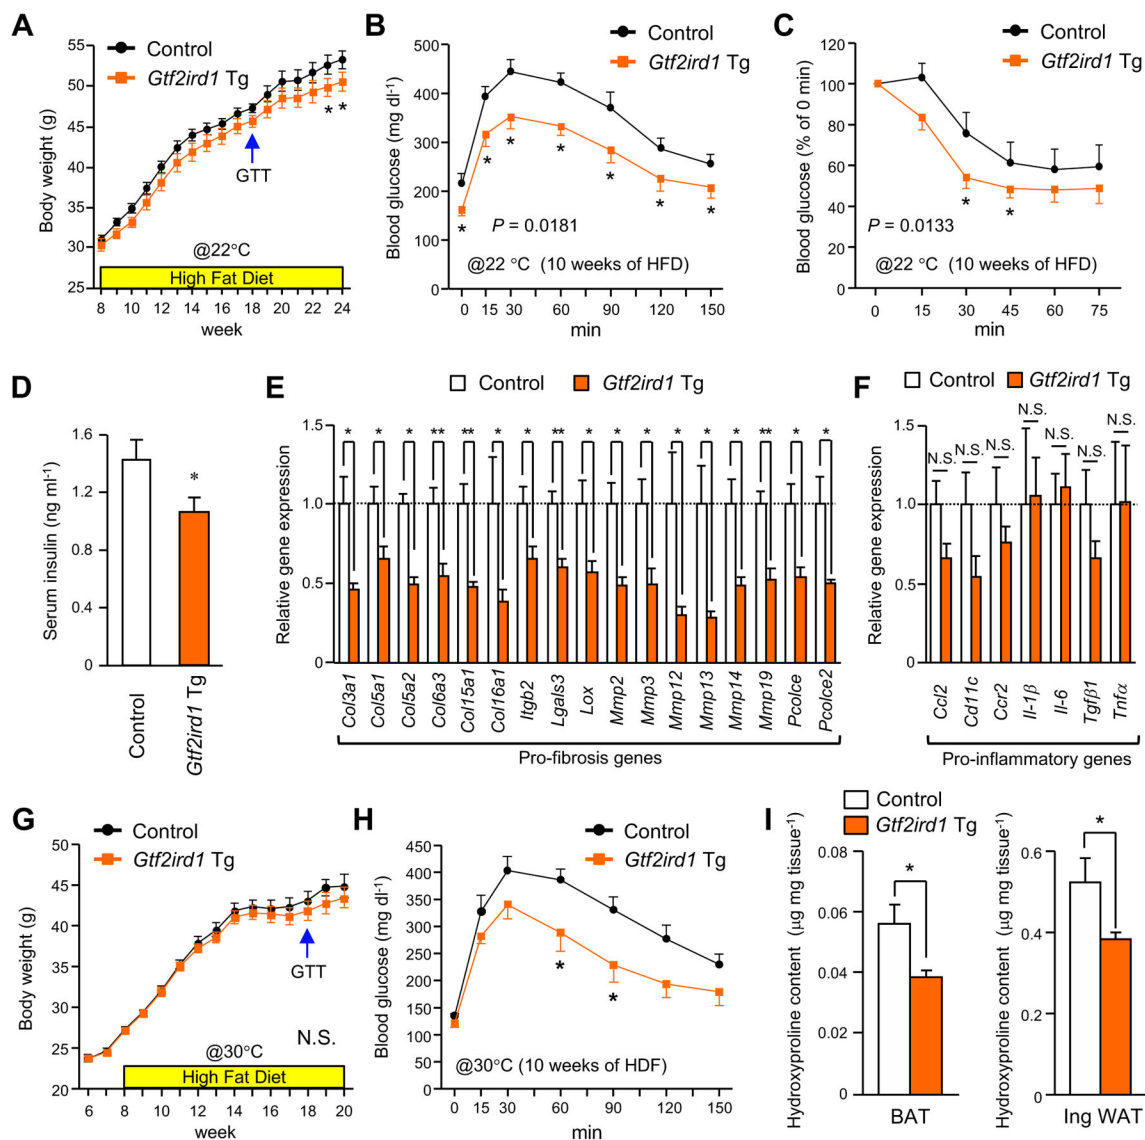 A
Control
Gtf2ird1 Tg
Body weight (g)
55
50
45
40
35
30
25
* *
GTT
@22°C
High Fat Diet
8 10 12 14 16 18 20 22 24
week
B
Control
Gtf2ird1 Tg
Blood glucose (mg dl-1)
500
400
300
200
100
0
* * * * * * *
P = 0.0181
@22 °C (10 weeks of HFD)
0 15 30 60 90 120 150
min
C
Control
Gtf2ird1 Tg
Blood glucose (% of 0 min)
120
100
80
60
40
20
0
* *
P = 0.0133
@22 °C (10 weeks of HFD)
0 15 30 45 60 75
min
D
Serum insulin (ng ml-1)
1.6
1.2
0.8
0.4
0
*
Control
Gtf2ird1 Tg
E
Control
Gtf2ird1 Tg
Relative gene expression
1.5
1.0
0.5
0
* * * ** ** * * ** * * * * * * ** * *
Col3a1
Col5a1
Col5a2
Col6a3
Col15a1
Col16a1
Itgb2
Lgals3
Lox
Mmp2
Mmp3
Mmp12
Mmp13
Mmp14
Mmp19
Pcolce
Pcolce2
Pro-fibrosis genes
F
Control
Gtf2ird1 Tg
Relative gene expression
1.5
1.0
0.5
0
N.S. N.S. N.S. N.S. N.S. N.S. N.S.
Ccl2
Cd11c
Ccr2
Il-1β
Il-6
Tgfβ1
Tnfα
Pro-inflammatory genes
G
Control
Gtf2ird1 Tg
Body weight (g)
50
45
40
35
30
25
20
GTT
N.S.
@30°C
High Fat Diet
6 8 10 12 14 16 18 20
week
H
Control
Gtf2ird1 Tg
Blood glucose (mg dl-1)
450
400
350
300
250
200
150
100
50
0
* *
@30°C (10 weeks of HDF)
0 15 30 60 90 120 150
min
I
Control
Gtf2ird1 Tg
Hydroxyproline content (µg mg tissue-1)
0.08
0.06
0.04
0.02
0
*
BAT
Hydroxyproline content (µg mg tissue-1)
0.6
0.4
0.6
0
*
Ing WAT